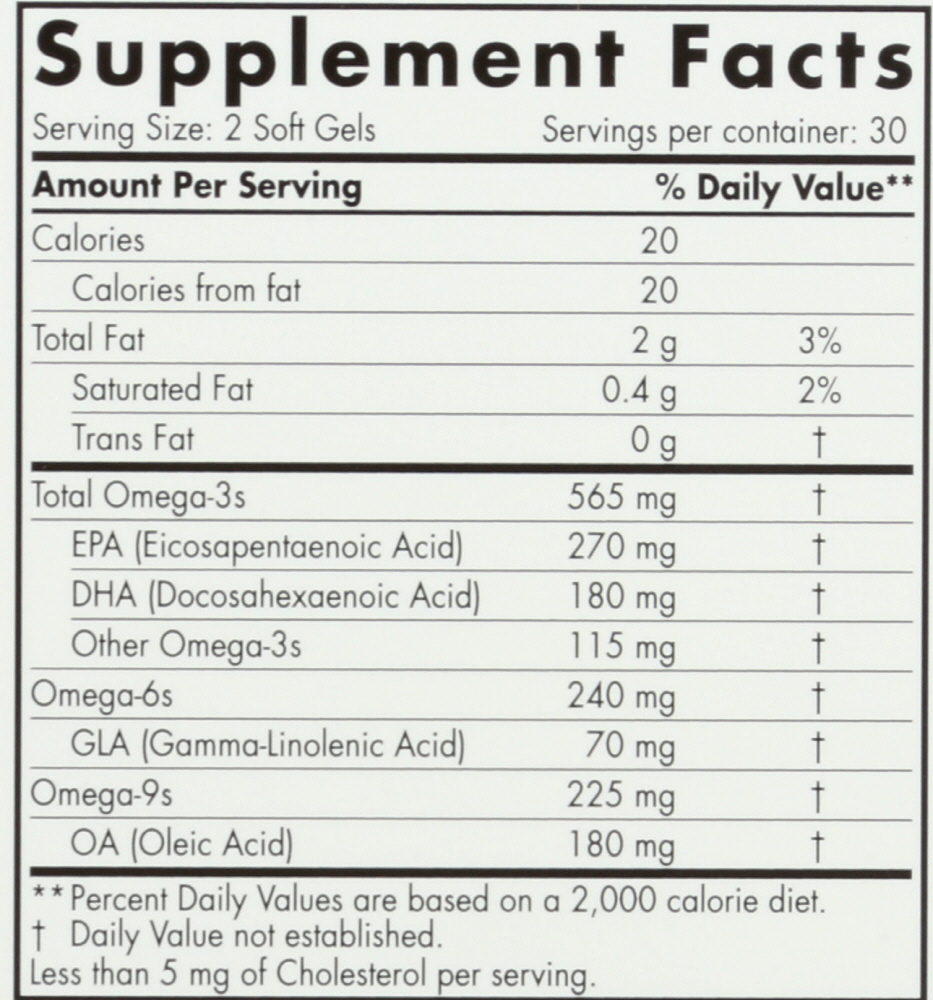 Supplement Facts
Serving Size: 2 Soft Gels Servings per container: 30
Amount Per Serving % Daily Value**
Calories 20
Calories from fat 20
Total Fat 2 g 3%
Saturated Fat 0.4 g 2%
Trans Fat 0 g †
Total Omega-3s 565 mg †
EPA (Eicosapentaenoic Acid) 270 mg †
DHA (Docosahexaenoic Acid) 180 mg †
Other Omega-3s 115 mg †
Omega-6s 240 mg †
GLA (Gamma-Linolenic Acid) 70 mg †
Omega-9s 225 mg †
OA (Oleic Acid) 180 mg †
** Percent Daily Values are based on a 2,000 calorie diet.
† Daily Value not established.
Less than 5 mg of Cholesterol per serving.